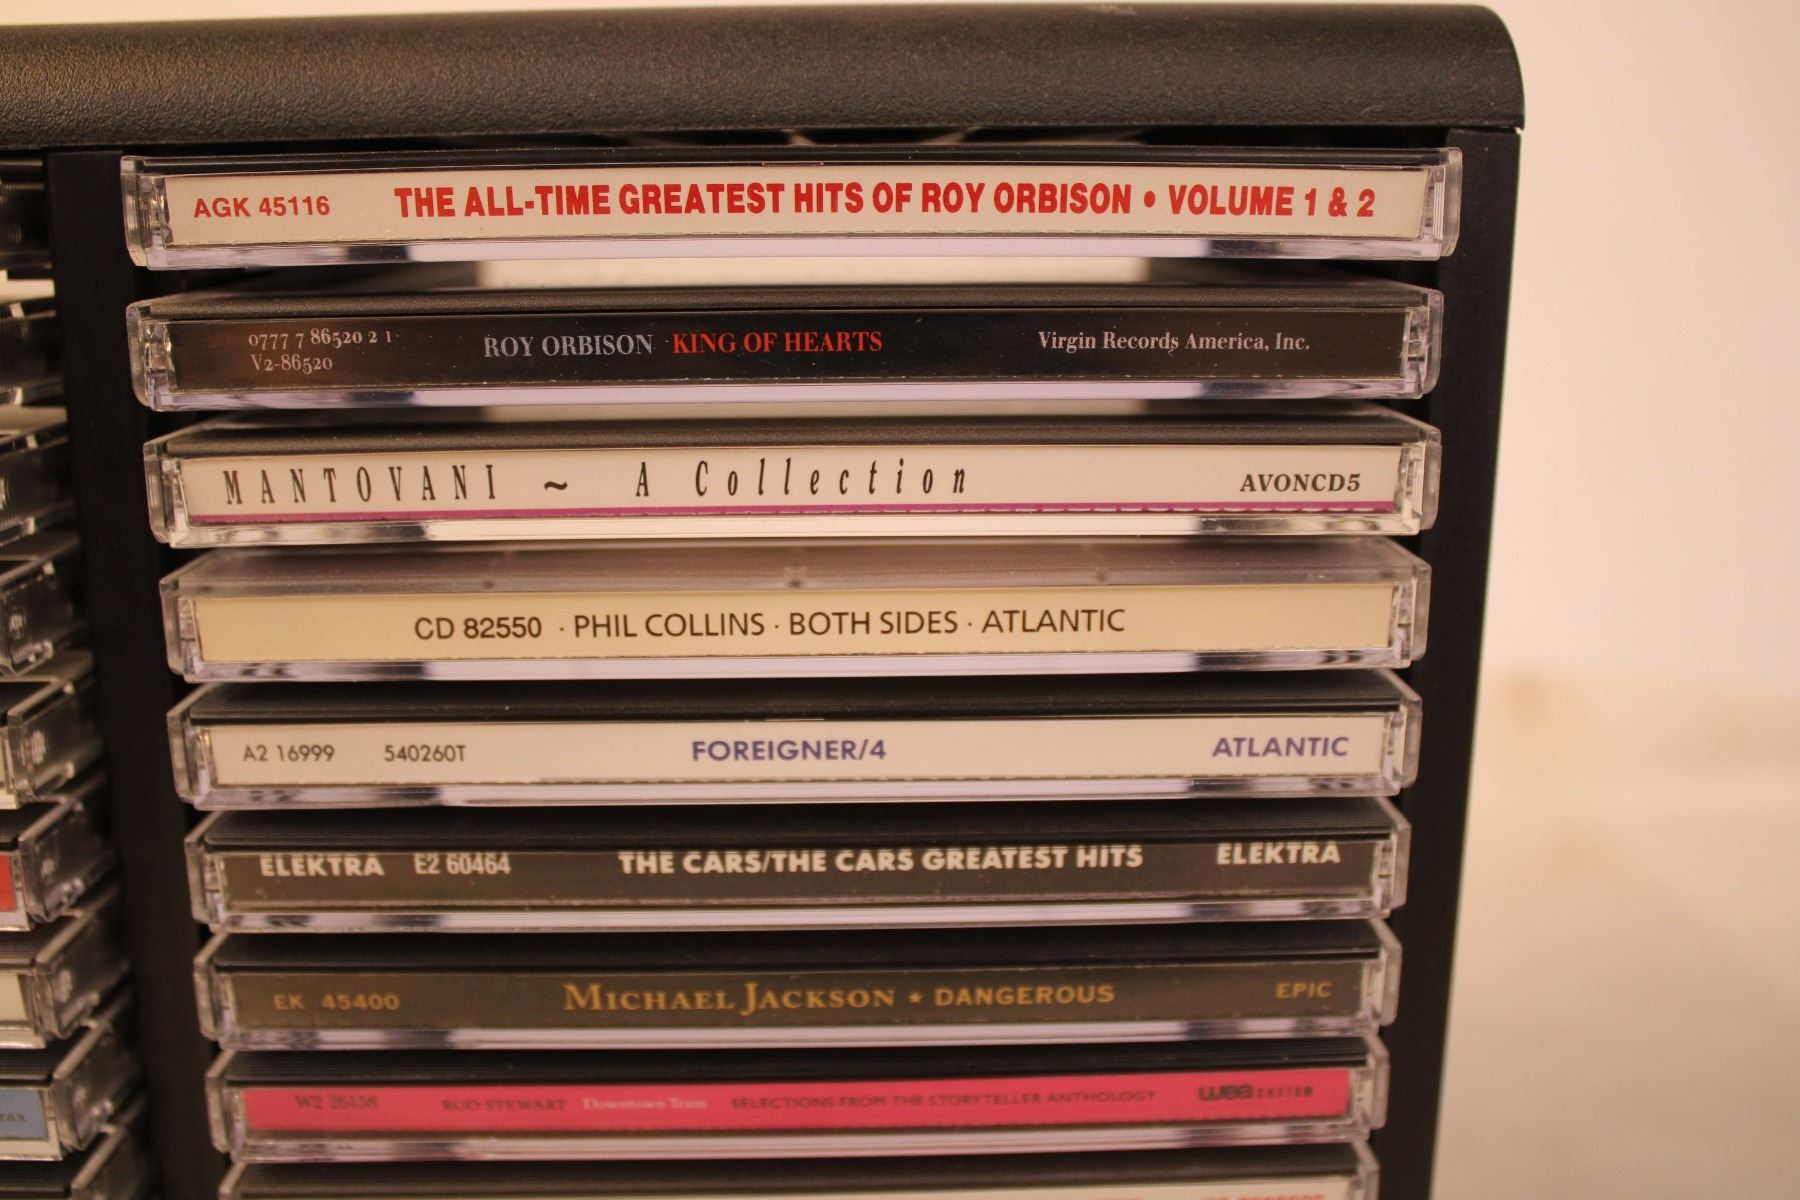 AGK 45116 THE ALL-TIME GREATEST HITS OF ROY ORBISON • VOLUME 1 & 2
0777 7 86520 2 1 ROY ORBISON KING OF HEARTS Virgin Records America, Inc.
V2-86520
MANTOVANI ~ A Collection AVONCD5
CD 82550 · PHIL COLLINS · BOTH SIDES · ATLANTIC
A2 16999 540260T FOREIGNER/4 ATLANTIC
ELEKTRA E2 60464 THE CARS/THE CARS GREATEST HITS ELEKTRA
EK 45400 MICHAEL JACKSON ★ DANGEROUS EPIC
W2 26158 ROD STEWART Downtown Train SELECTIONS FROM THE STORYTELLER ANTHOLOGY wea CUSTOM